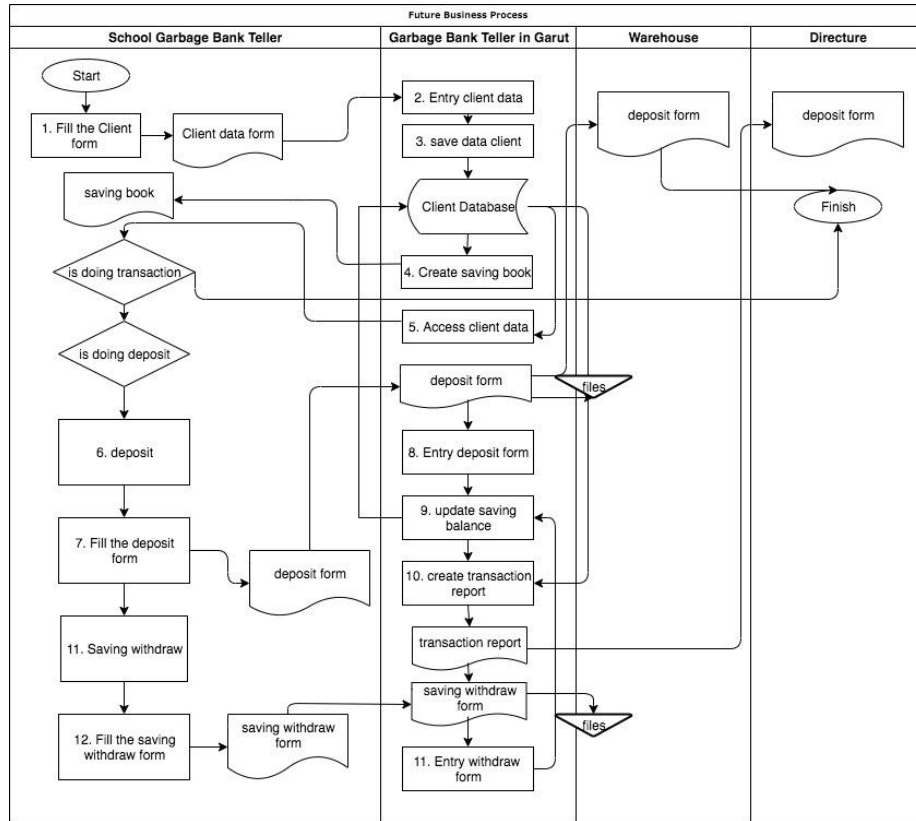 Future Business Process
School Garbage Bank Teller
Garbage Bank Teller in Garut
Warehouse
Directure
Start
1. Fill the Client
form
Client data form
2. Entry client data
3. save data client
deposit form
deposit form
saving book
Client Database
Finish
is doing transaction
4. Create saving book
5. Access client data
is doing deposit
deposit form
files
6. deposit
8. Entry deposit form
9. update saving
balance
7. Fill the deposit
form
deposit form
10. create transaction
report
11. Saving withdraw
transaction report
saving withdraw
form
files
12. Fill the saving
withdraw form
saving withdraw
form
11. Entry withdraw
form